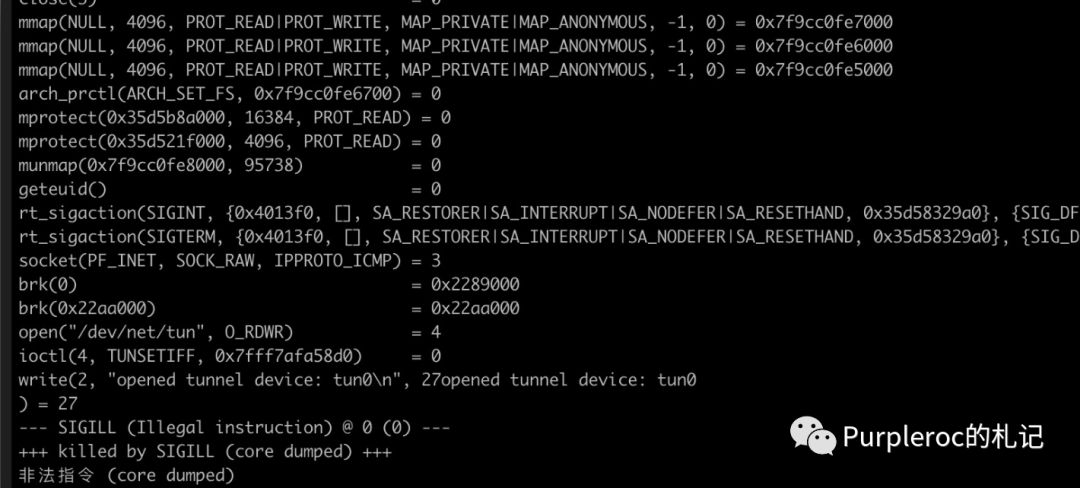 close(3) = 0
mmap(NULL, 4096, PROT_READ|PROT_WRITE, MAP_PRIVATE|MAP_ANONYMOUS, -1, 0) = 0x7f9cc0fe7000
mmap(NULL, 4096, PROT_READ|PROT_WRITE, MAP_PRIVATE|MAP_ANONYMOUS, -1, 0) = 0x7f9cc0fe6000
mmap(NULL, 4096, PROT_READ|PROT_WRITE, MAP_PRIVATE|MAP_ANONYMOUS, -1, 0) = 0x7f9cc0fe5000
arch_prctl(ARCH_SET_FS, 0x7f9cc0fe6700) = 0
mprotect(0x35d5b8a000, 16384, PROT_READ) = 0
mprotect(0x35d521f000, 4096, PROT_READ) = 0
munmap(0x7f9cc0fe8000, 95738) = 0
geteuid() = 0
rt_sigaction(SIGINT, {0x4013f0, [], SA_RESTORER|SA_INTERRUPT|SA_NODEFER|SA_RESETHAND, 0x35d58329a0}, {SIG_DF
rt_sigaction(SIGTERM, {0x4013f0, [], SA_RESTORER|SA_INTERRUPT|SA_NODEFER|SA_RESETHAND, 0x35d58329a0}, {SIG_D
socket(PF_INET, SOCK_RAW, IPPROTO_ICMP) = 3
brk(0) = 0x2289000
brk(0x22aa000) = 0x22aa000
open("/dev/net/tun", O_RDWR) = 4
ioctl(4, TUNSETIFF, 0x7fff7afa58d0) = 0
write(2, "opened tunnel device: tun0\n", 27opened tunnel device: tun0
) = 27
--- SIGILL (Illegal instruction) @ 0 (0) ---
+++ killed by SIGILL (core dumped) +++
非法指令 (core dumped)
Purpleroc的札记